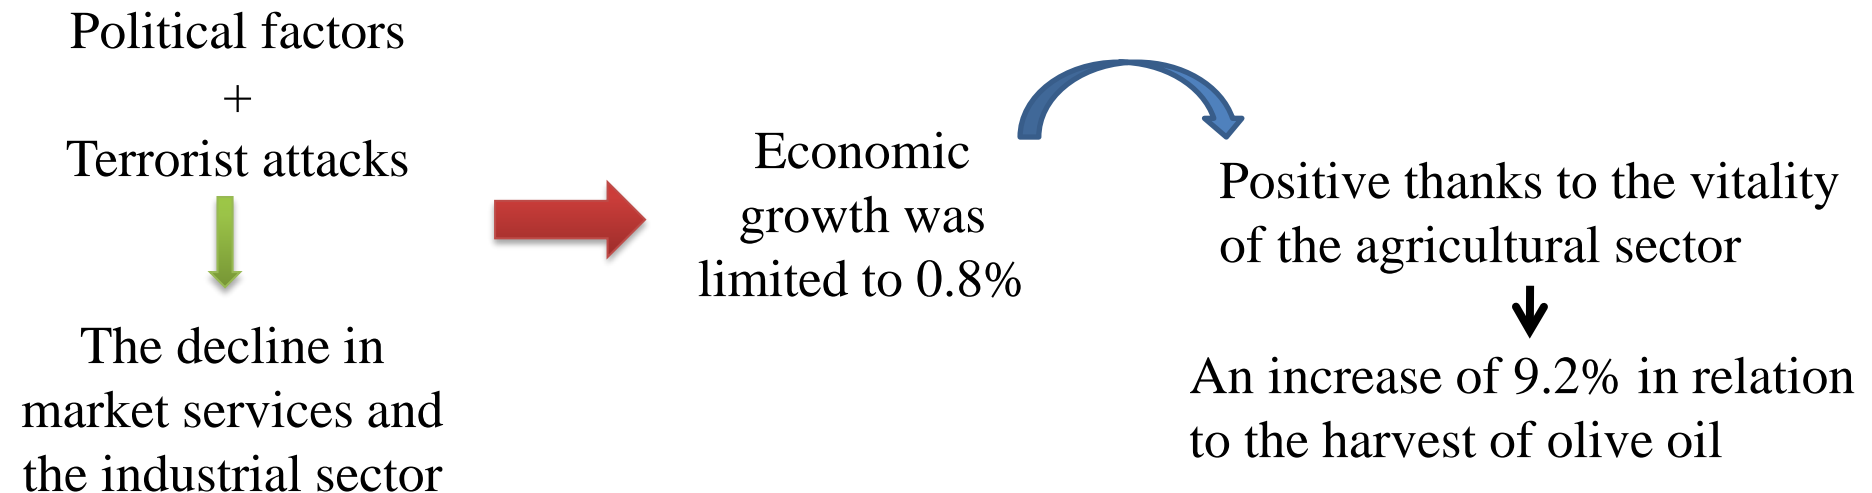 Political factors
+
Terrorist attacks
The decline in
market services and
the industrial sector
Economic
growth was
limited to 0.8%
Positive thanks to the vitality
of the agricultural sector
An increase of 9.2% in relation
to the harvest of olive oil